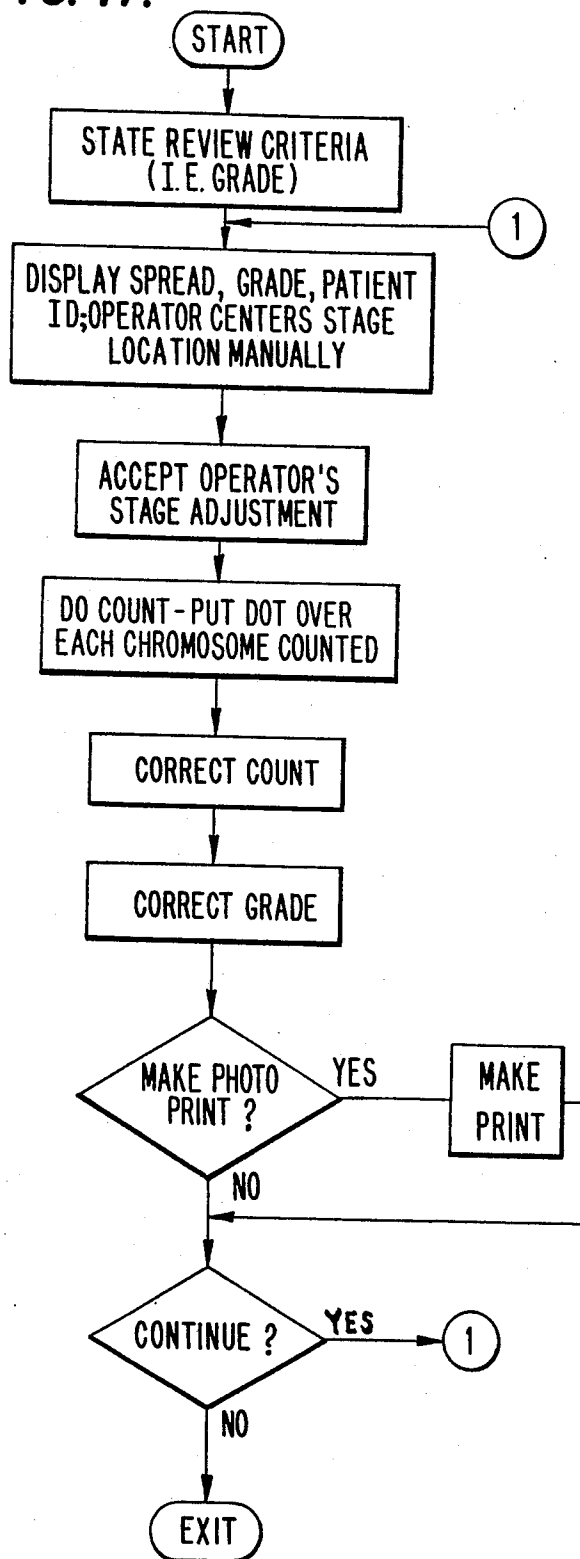 START
STATE REVIEW CRITERIA
(I.E. GRADE)
1
DISPLAY SPREAD, GRADE, PATIENT
ID;OPERATOR CENTERS STAGE
LOCATION MANUALLY
ACCEPT OPERATOR'S
STAGE ADJUSTMENT
DO COUNT-PUT DOT OVER
EACH CHROMOSOME COUNTED
CORRECT COUNT
CORRECT GRADE
MAKE PHOTO
PRINT ?
YES
MAKE
PRINT
NO
CONTINUE ?
YES
1
NO
EXIT